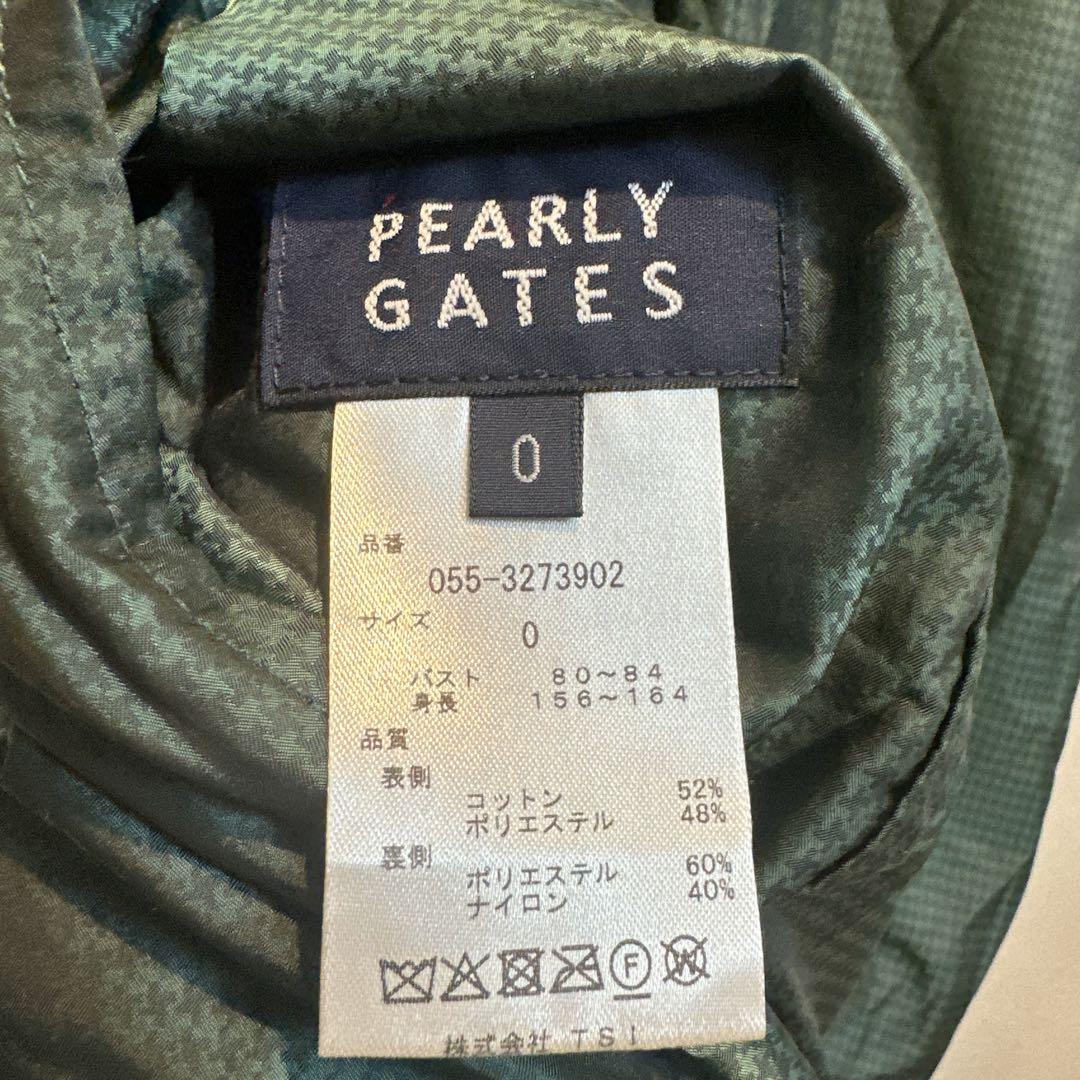 PEARLY
GATES
0
品番
055-3273902
サイズ
0
バスト 80～84
身長 156～164
品質
表側
コットン 52%
ポリエステル 48%
裏側
ポリエステル 60%
ナイロン 40%
F W
株式会社 TSI